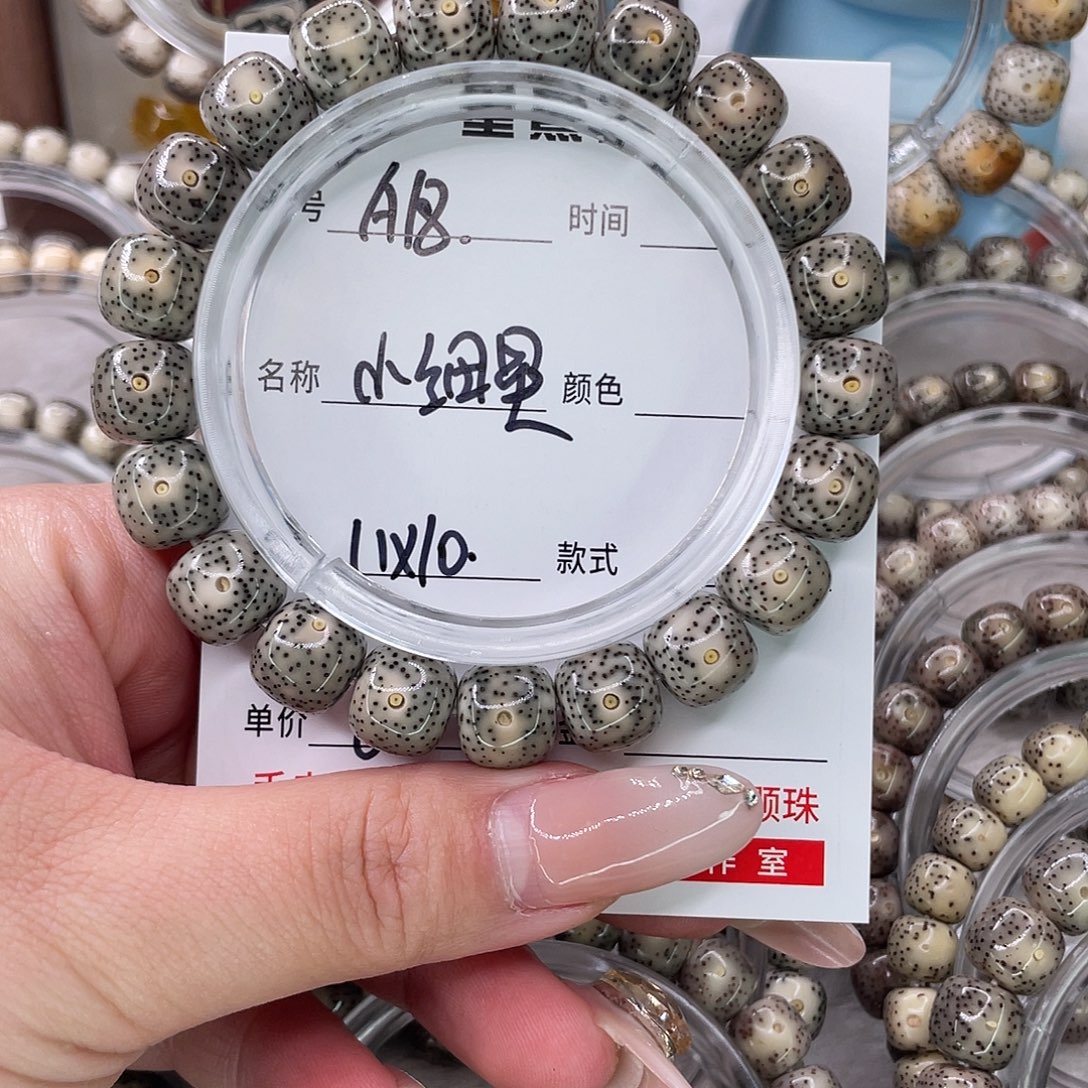 号 A18. 时间
名称 小细星 颜色
11X10. 款式
单价
颂珠
作室